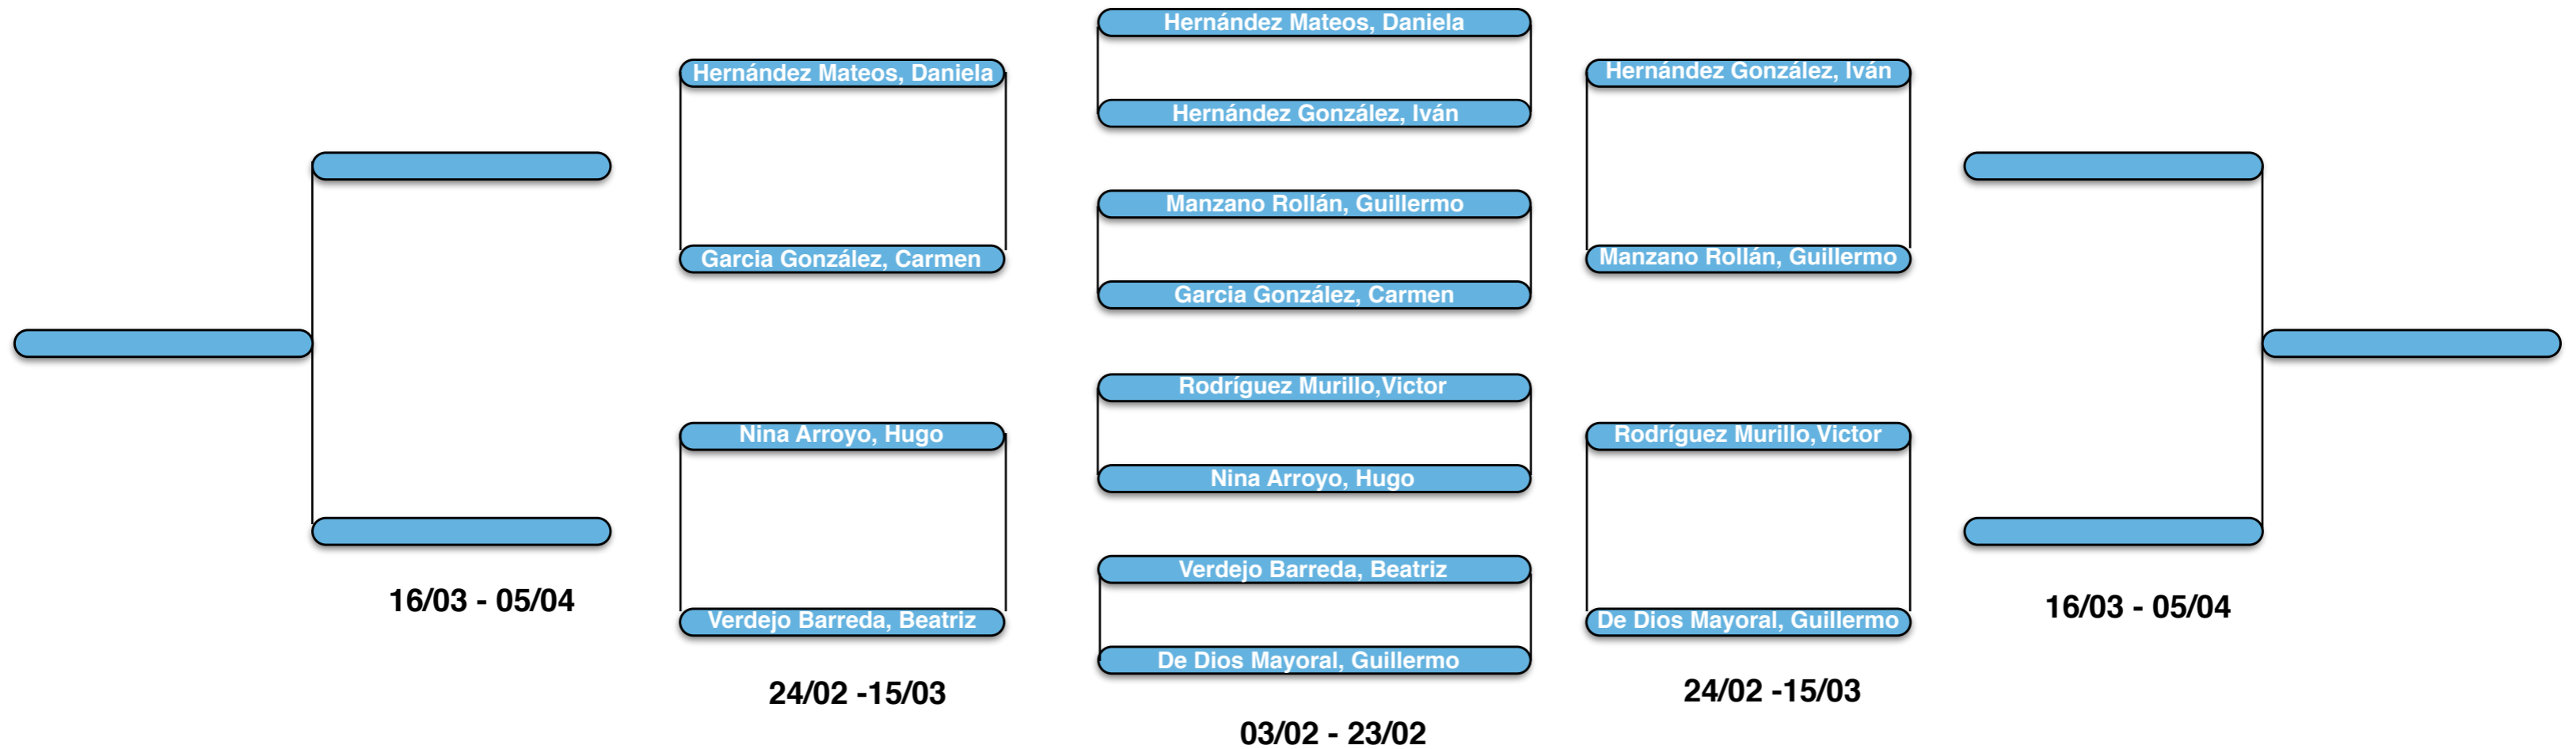 Hernández Mateos, Daniela
Hernández González, Iván
Manzano Rollán, Guillermo
Garcia González, Carmen
Rodríguez Murillo,Victor
Nina Arroyo, Hugo
Verdejo Barreda, Beatriz
De Dios Mayoral, Guillermo
03/02 - 23/02
Hernández Mateos, Daniela
Garcia González, Carmen
Nina Arroyo, Hugo
Verdejo Barreda, Beatriz
24/02 -15/03
16/03 - 05/04
Hernández González, Iván
Manzano Rollán, Guillermo
Rodríguez Murillo,Victor
De Dios Mayoral, Guillermo
24/02 -15/03
16/03 - 05/04